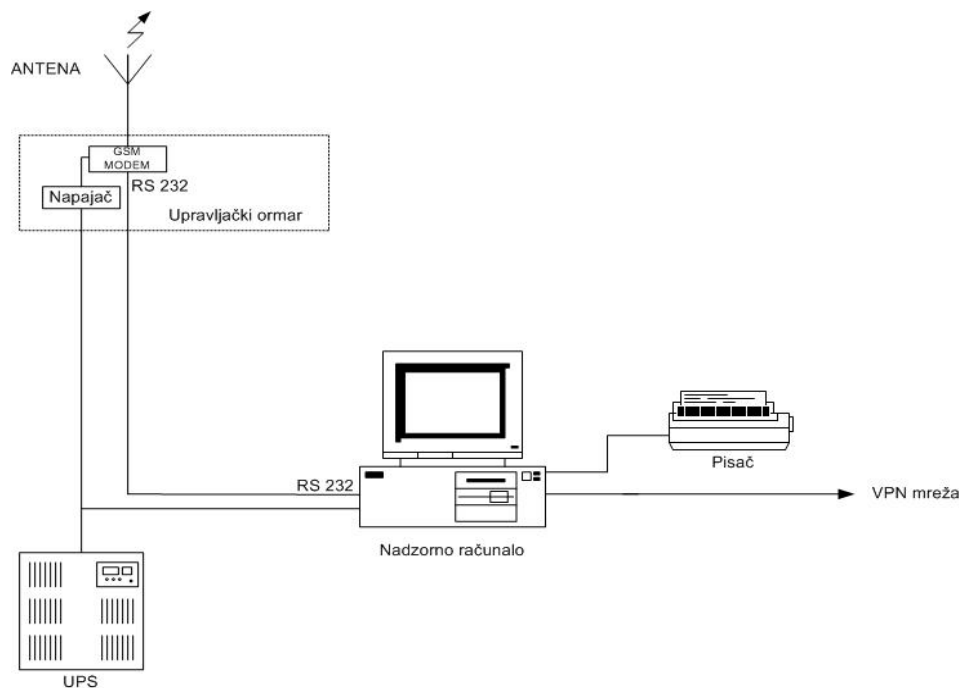 ANTENA
GSM
MODEM
RS 232
Napajač
Upravljački ormar
Pisač
RS 232
VPN mreža
Nadzorno računalo
UPS